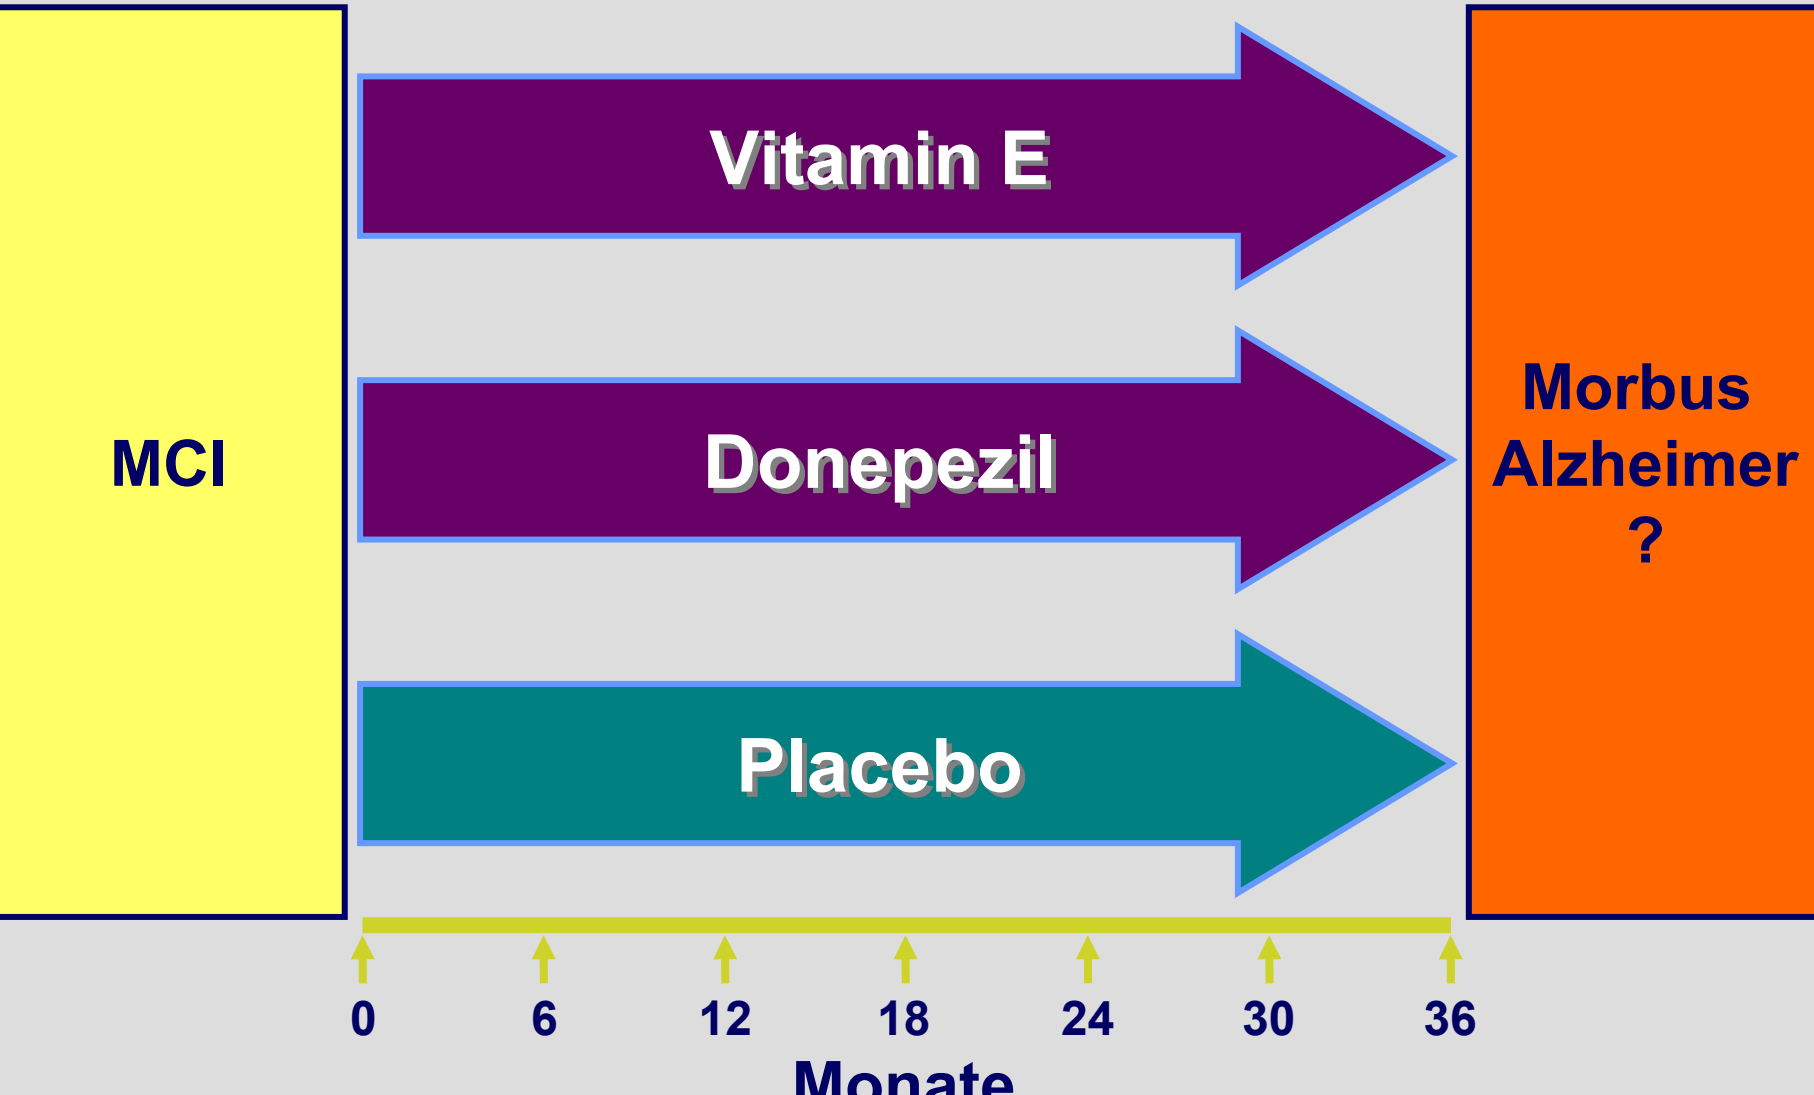 Vitamin E
MCI
Donepezil
Morbus
Alzheimer
?
Placebo
0 6 12 18 24 30 36
Monate